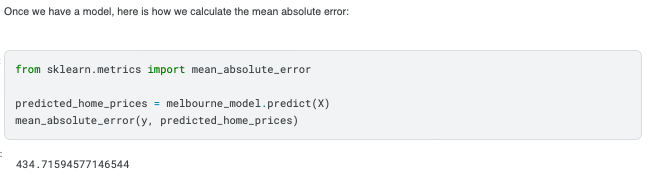 Once we have a model, here is how we calculate the mean absolute error:
from sklearn.metrics import mean_absolute_error
predicted_home_prices = melbourne_model.predict(X)
mean_absolute_error(y, predicted_home_prices)
434.71594577146544